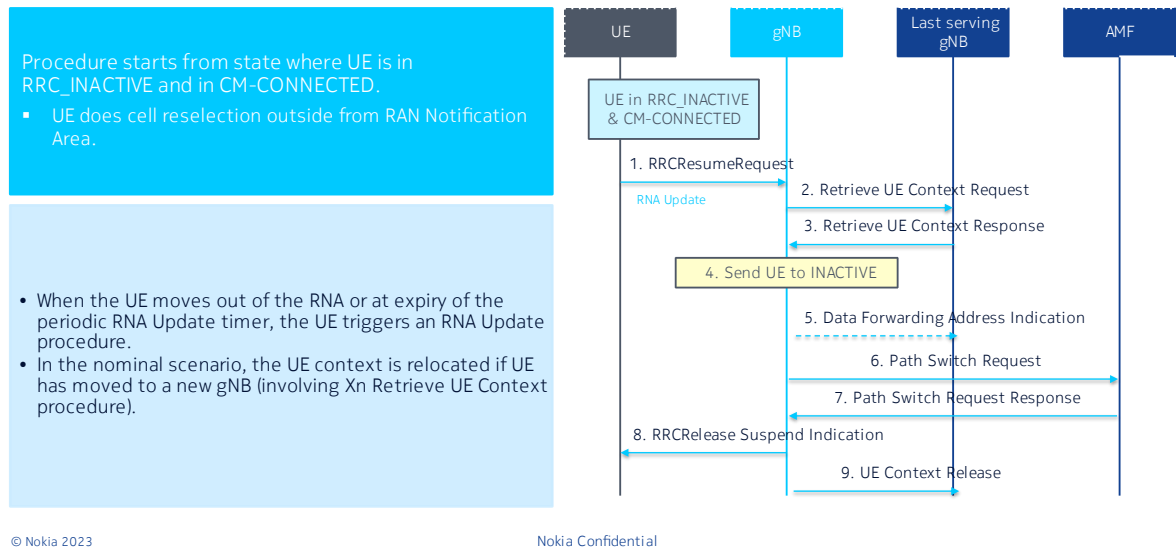 Procedure starts from state where UE is in
RRC_INACTIVE and in CM-CONNECTED.
▪ UE does cell reselection outside from RAN Notification
Area.
• When the UE moves out of the RNA or at expiry of the
periodic RNA Update timer, the UE triggers an RNA Update
procedure.
• In the nominal scenario, the UE context is relocated if UE
has moved to a new gNB (involving Xn Retrieve UE Context
procedure).
UE
gNB
Last serving
gNB
AMF
UE in RRC_INACTIVE
& CM-CONNECTED
1. RRCResumeRequest
RNA Update
2. Retrieve UE Context Request
3. Retrieve UE Context Response
4. Send UE to INACTIVE
5. Data Forwarding Address Indication
6. Path Switch Request
7. Path Switch Request Response
8. RRCRelease Suspend Indication
9. UE Context Release
© Nokia 2023
Nokia Confidential